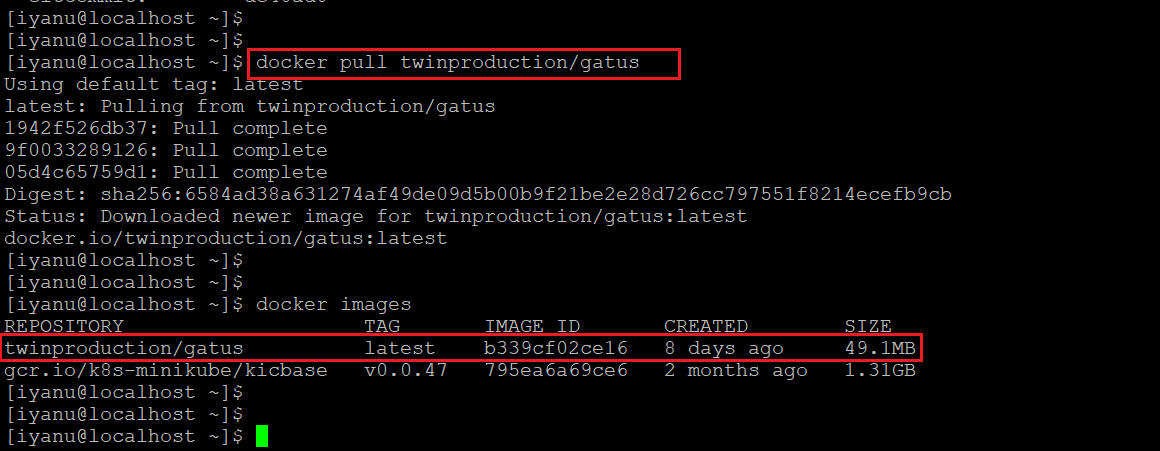 [iyanu@localhost ~]$
[iyanu@localhost ~]$
[iyanu@localhost ~]$ docker pull twinproduction/gatus
Using default tag: latest
latest: Pulling from twinproduction/gatus
1942f526db37: Pull complete
9f0033289126: Pull complete
05d4c65759d1: Pull complete
Digest: sha256:6584ad38a631274af49de09d5b00b9f21be2e28d726cc797551f8214ecefb9cb
Status: Downloaded newer image for twinproduction/gatus:latest
docker.io/twinproduction/gatus:latest
[iyanu@localhost ~]$
[iyanu@localhost ~]$
[iyanu@localhost ~]$ docker images
REPOSITORY                    TAG       IMAGE ID       CREATED        SIZE
twinproduction/gatus          latest    b339cf02ce16   8 days ago     49.1MB
gcr.io/k8s-minikube/kicbase   v0.0.47   795ea6a69ce6   2 months ago   1.31GB
[iyanu@localhost ~]$
[iyanu@localhost ~]$
[iyanu@localhost ~]$